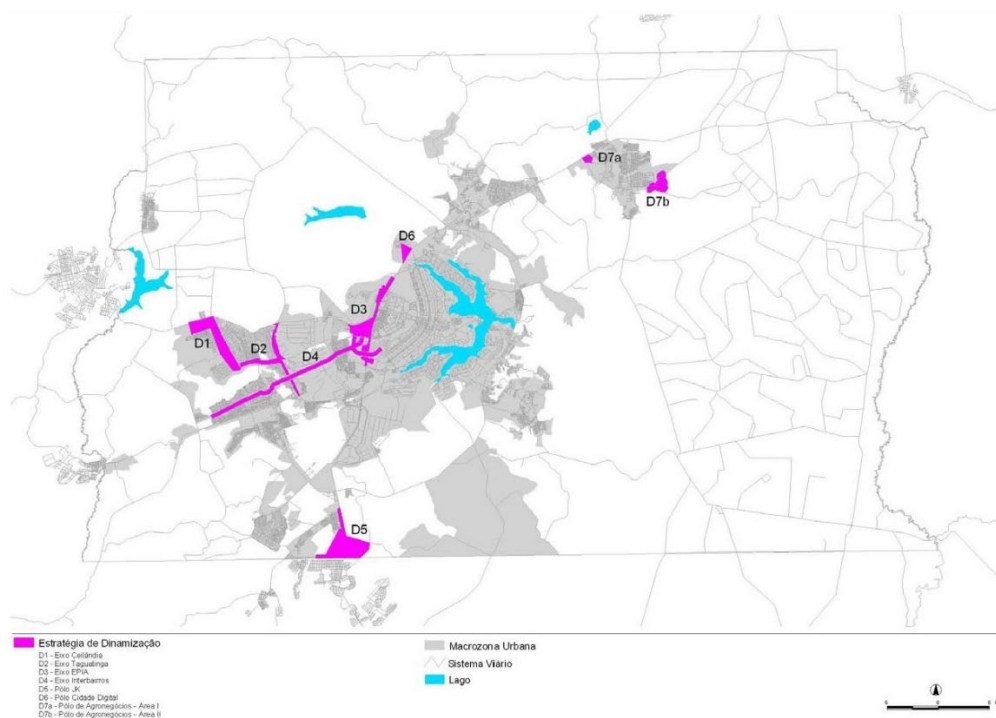 D7a
D7b
D6
D3
D1
D2
D4
D5
Estratégia de Dinamização
D1 - Eixo Ceilândia
D2 - Eixo Taguatinga
D3 - Eixo EPIA
D4 - Eixo Interbairros
D5 - Pólo JK
D6 - Pólo Cidade Digital
D7a - Pólo de Agronegócios - Área I
D7b - Pólo de Agronegócios - Área II
Macrozona Urbana
Sistema Viário
Lago